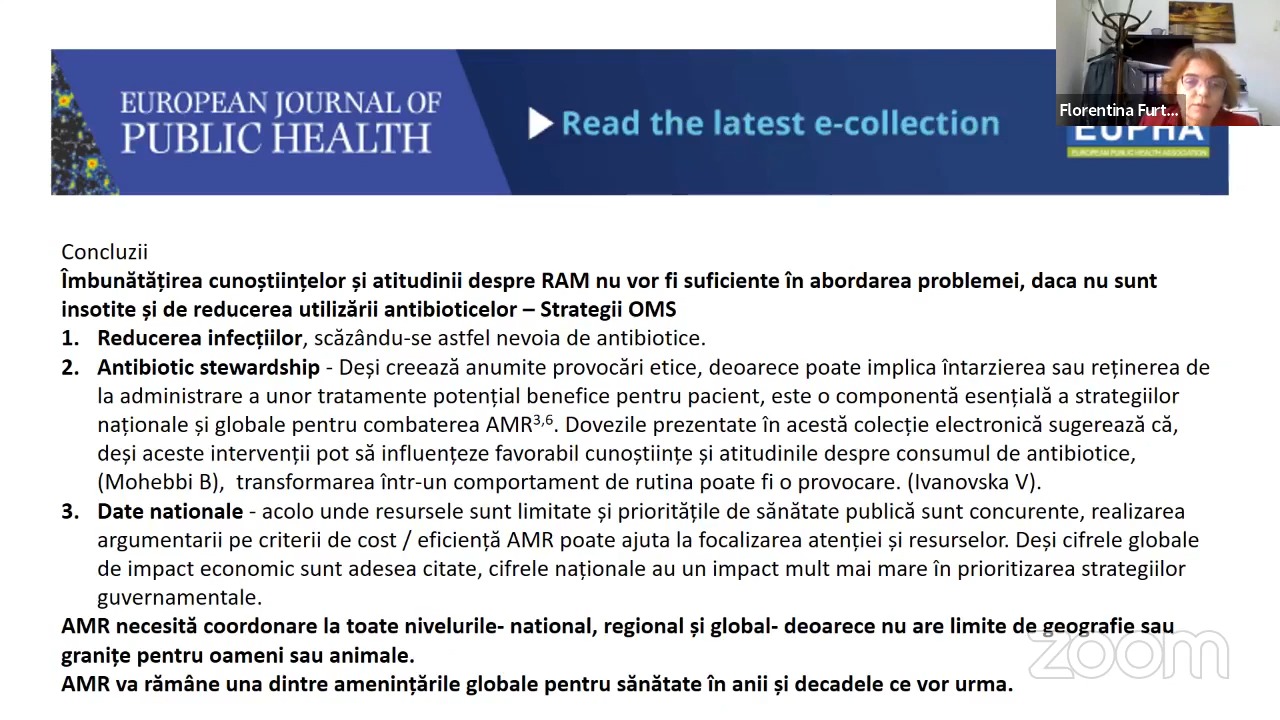 EUROPEAN JOURNAL OF
PUBLIC HEALTH
Read the latest e-collection
Florentina Furt...
EUPHA
EUROPEAN PUBLIC HEALTH ASSOCIATION
Concluzii
Îmbunătățirea cunoștiințelor și atitudinii despre RAM nu vor fi suficiente în abordarea problemei, daca nu sunt
insotite și de reducerea utilizării antibioticelor – Strategii OMS
1. Reducerea infecțiilor, scăzându-se astfel nevoia de antibiotice.
2. Antibiotic stewardship - Deși creează anumite provocări etice, deoarece poate implica întarzierea sau reținerea de
la administrare a unor tratamente potențial benefice pentru pacient, este o componentă esențială a strategiilor
naționale și globale pentru combaterea AMR3,6. Dovezile prezentate în acestă colecție electronică sugerează că,
deși aceste intervenții pot să influențeze favorabil cunoștiințe și atitudinile despre consumul de antibiotice,
(Mohebbi B), transformarea într-un comportament de rutina poate fi o provocare. (Ivanovska V).
3. Date nationale - acolo unde resursele sunt limitate și prioritățile de sănătate publică sunt concurente, realizarea
argumentarii pe criterii de cost / eficiență AMR poate ajuta la focalizarea atenției și resurselor. Deși cifrele globale
de impact economic sunt adesea citate, cifrele naționale au un impact mult mai mare în prioritizarea strategiilor
guvernamentale.
AMR necesită coordonare la toate nivelurile- national, regional și global- deoarece nu are limite de geografie sau
granițe pentru oameni sau animale.
AMR va rămâne una dintre amenințările globale pentru sănătate în anii și decadele ce vor urma.
zoom